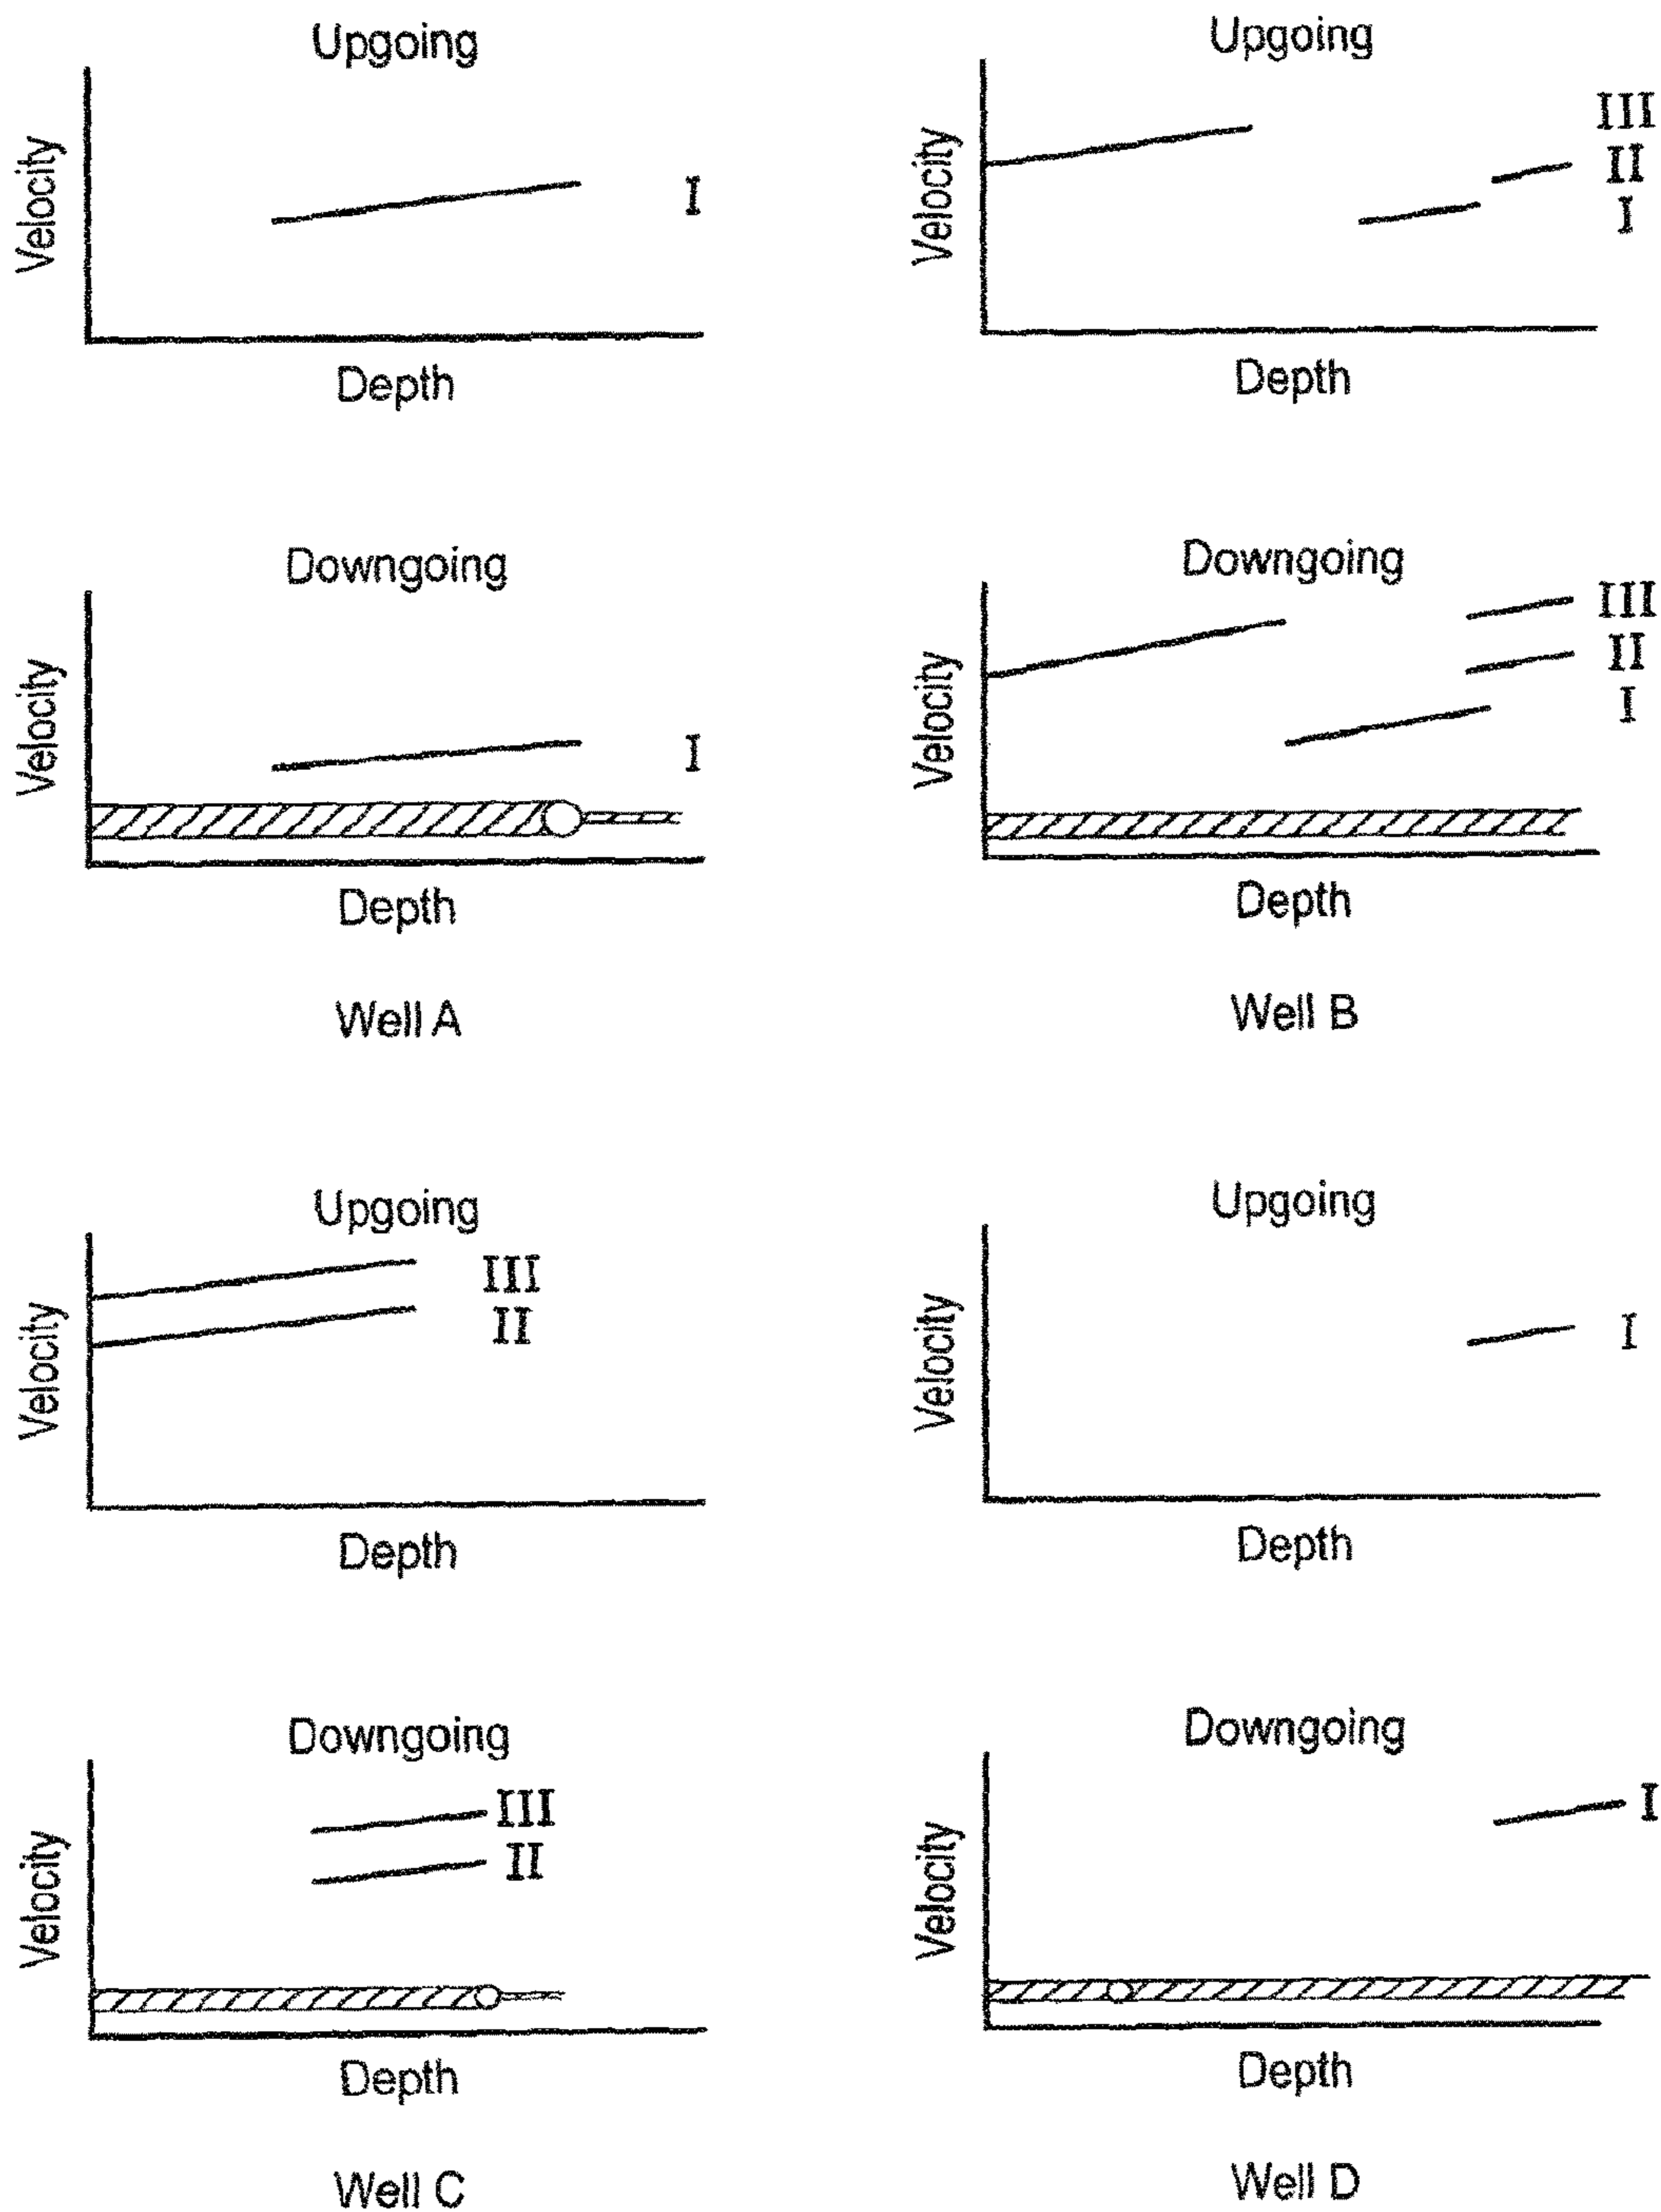 Upgoing
Velocity
I
Depth
Upgoing
Velocity
III
II
I
Depth
Downgoing
Velocity
I
Depth
Well A
Downgoing
Velocity
III
II
I
Depth
Well B
Upgoing
Velocity
III
II
Depth
Upgoing
Velocity
I
Depth
Downgoing
Velocity
III
II
Depth
Well C
Downgoing
Velocity
I
Depth
Well D